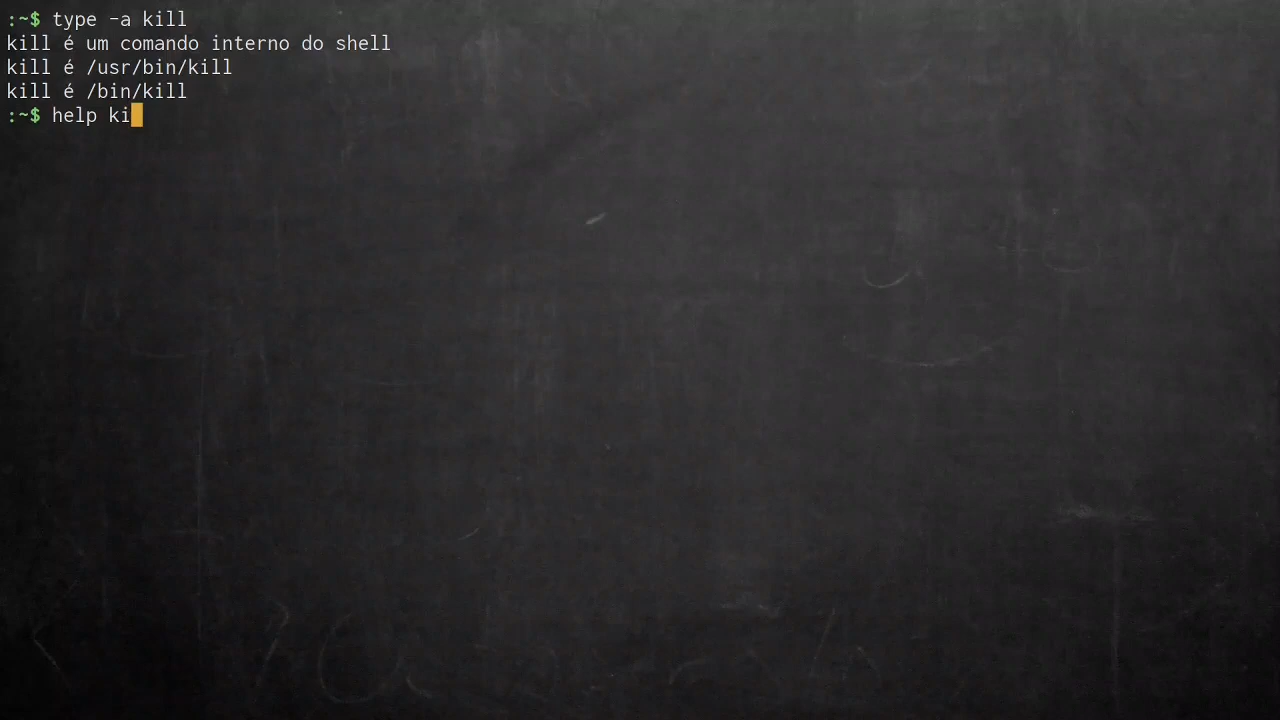 :~$ type -a kill
kill é um comando interno do shell
kill é /usr/bin/kill
kill é /bin/kill
:~$ help ki